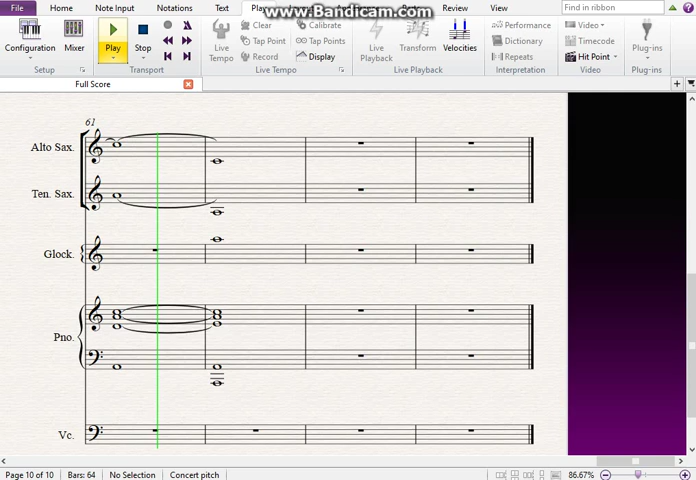 www.Bandicam.com
File Home Note Input Notations Text Play Review View Find in ribbon
Configuration Mixer Play Stop Live Tempo Clear Tap Point Record Calibrate Tap Points Display Live Playback Transform Velocities Performance Dictionary Repeats Video Timecode Hit Point Plug-ins
Setup Transport Live Tempo Live Playback Interpretation Video Plug-ins
Full Score
61
Alto Sax.
Ten. Sax.
Glock.
Pno.
Vc.
Page 10 of 10 Bars: 64 No Selection Concert pitch 86.67%